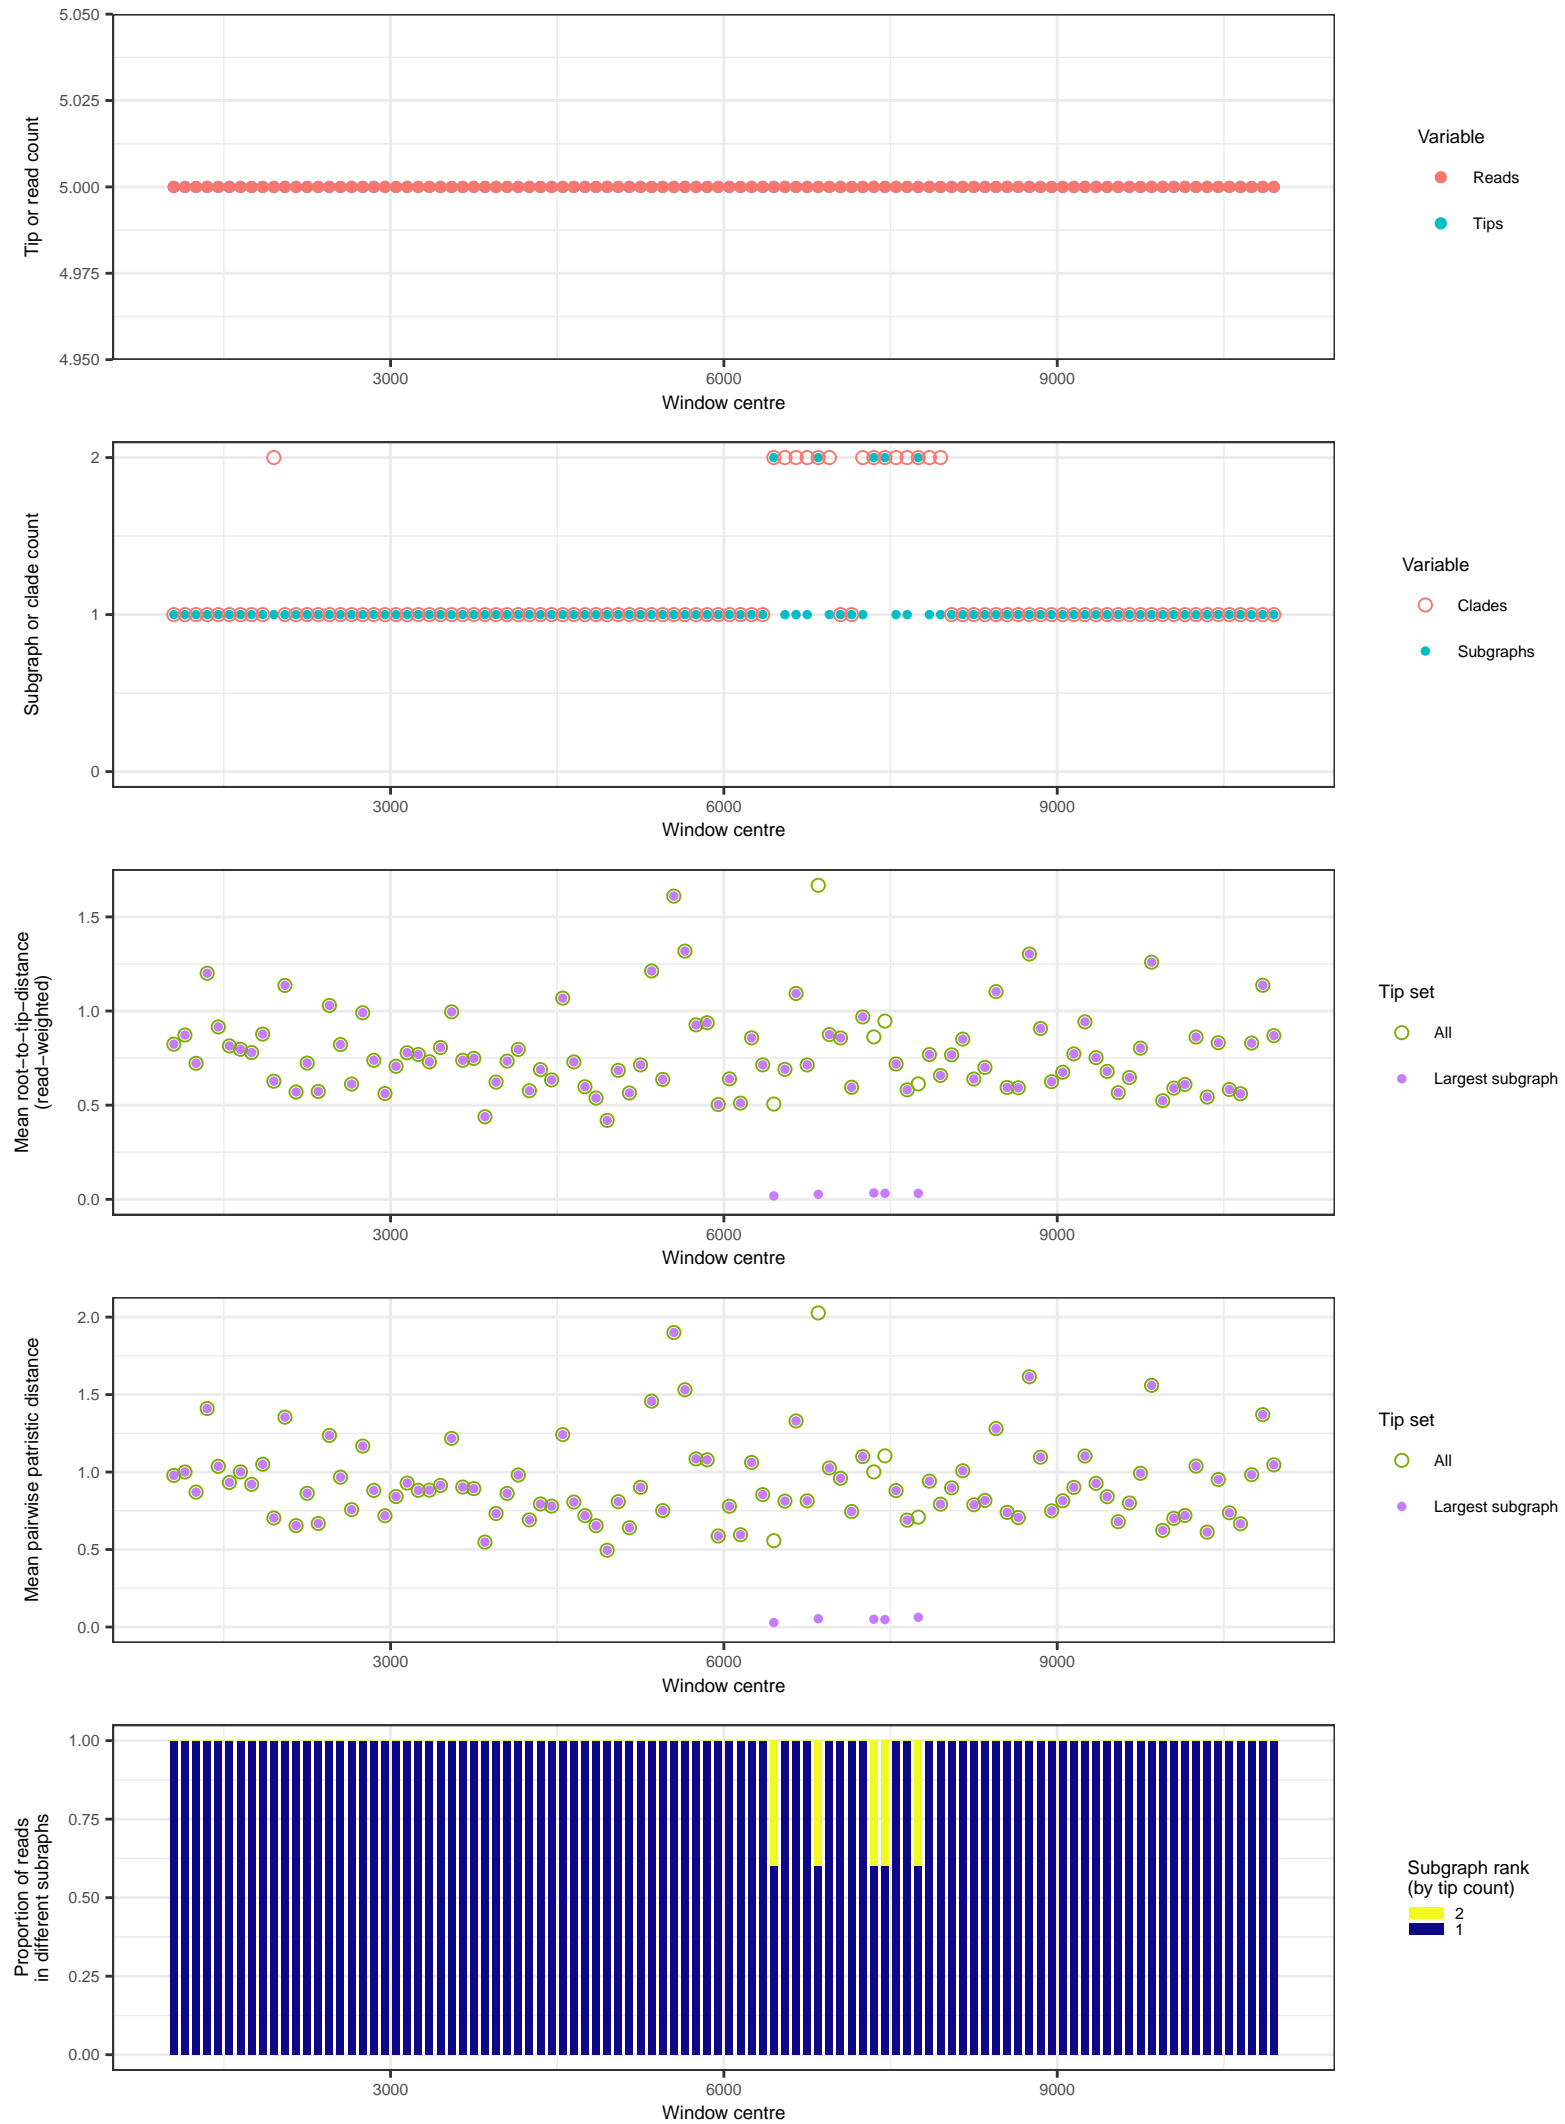 5.050
5.025
5.000
4.975
4.950
Tip or read count
3000
6000
9000
Window centre
Variable
Reads
Tips
2
1
0
Subgraph or clade count
3000
6000
9000
Window centre
Variable
Clades
Subgraphs
1.5
1.0
0.5
0.0
Mean root−to−tip−distance
(read−weighted)
3000
6000
9000
Window centre
Tip set
All
Largest subgraph
2.0
1.5
1.0
0.5
0.0
Mean pairwise patristic distance
3000
6000
9000
Window centre
Tip set
All
Largest subgraph
1.00
0.75
0.50
0.25
0.00
Proportion of reads
in different subraphs
3000
6000
9000
Window centre
Subgraph rank
(by tip count)
2
1